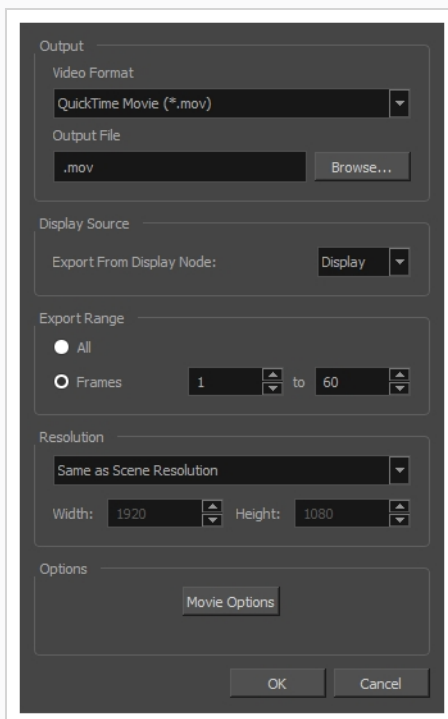 Output
Video Format
QuickTime Movie (*.mov)
Output File
.mov Browse...
Display Source
Export From Display Node: Display
Export Range
All
Frames 1 to 60
Resolution
Same as Scene Resolution
Width: 1920 Height: 1080
Options
Movie Options
OK Cancel